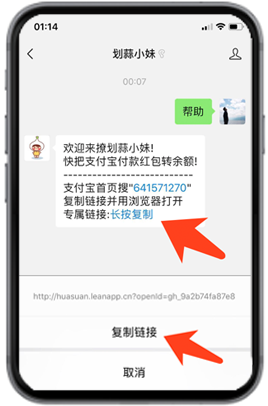 01:14
划蒜小妹
00:07
帮助
欢迎来撩划蒜小妹!
快把支付宝付款红包转余额!
---------------------------
支付宝首页搜"641571270"
复制链接并用浏览器打开
专属链接:长按复制
http://huasuan.leanapp.cn?openId=gh_9a2b74fa87e8
复制链接
取消